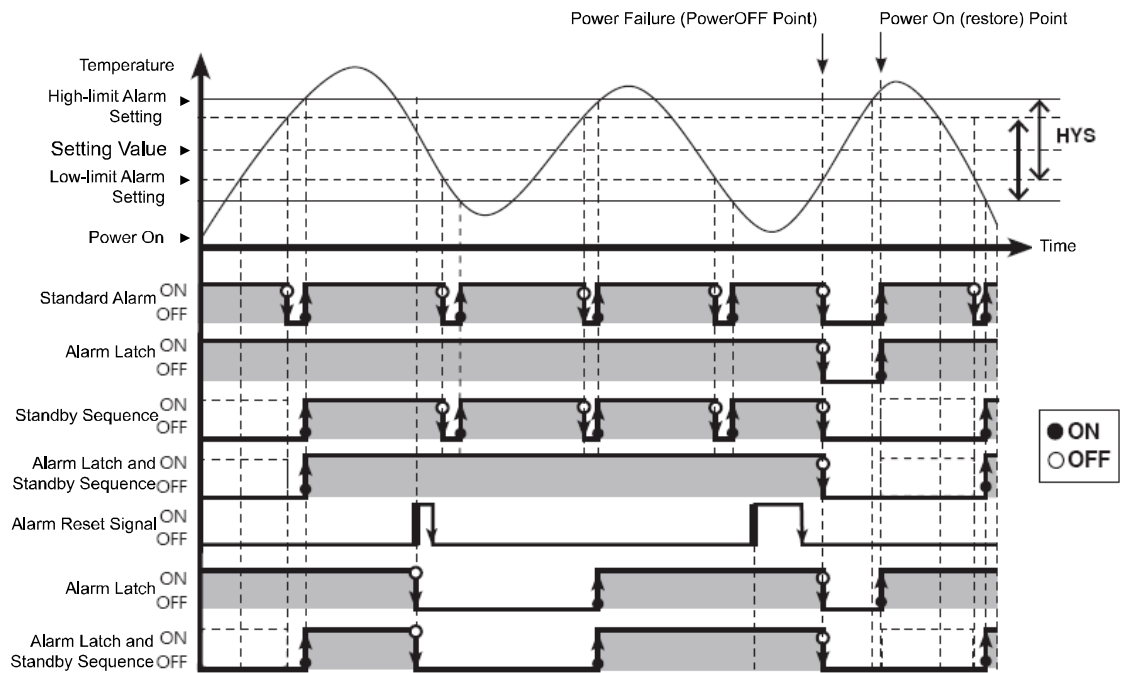 Power Failure (PowerOFF Point)
Power On (restore) Point
Temperature
High-limit Alarm
Setting
Setting Value
Low-limit Alarm
Setting
Power On
HYS
Time
Standard Alarm
ON
OFF
Alarm Latch
ON
OFF
Standby Sequence
ON
OFF
Alarm Latch and
Standby Sequence
ON
OFF
Alarm Reset Signal
ON
OFF
Alarm Latch
ON
OFF
Alarm Latch and
Standby Sequence
ON
OFF
ON
OFF